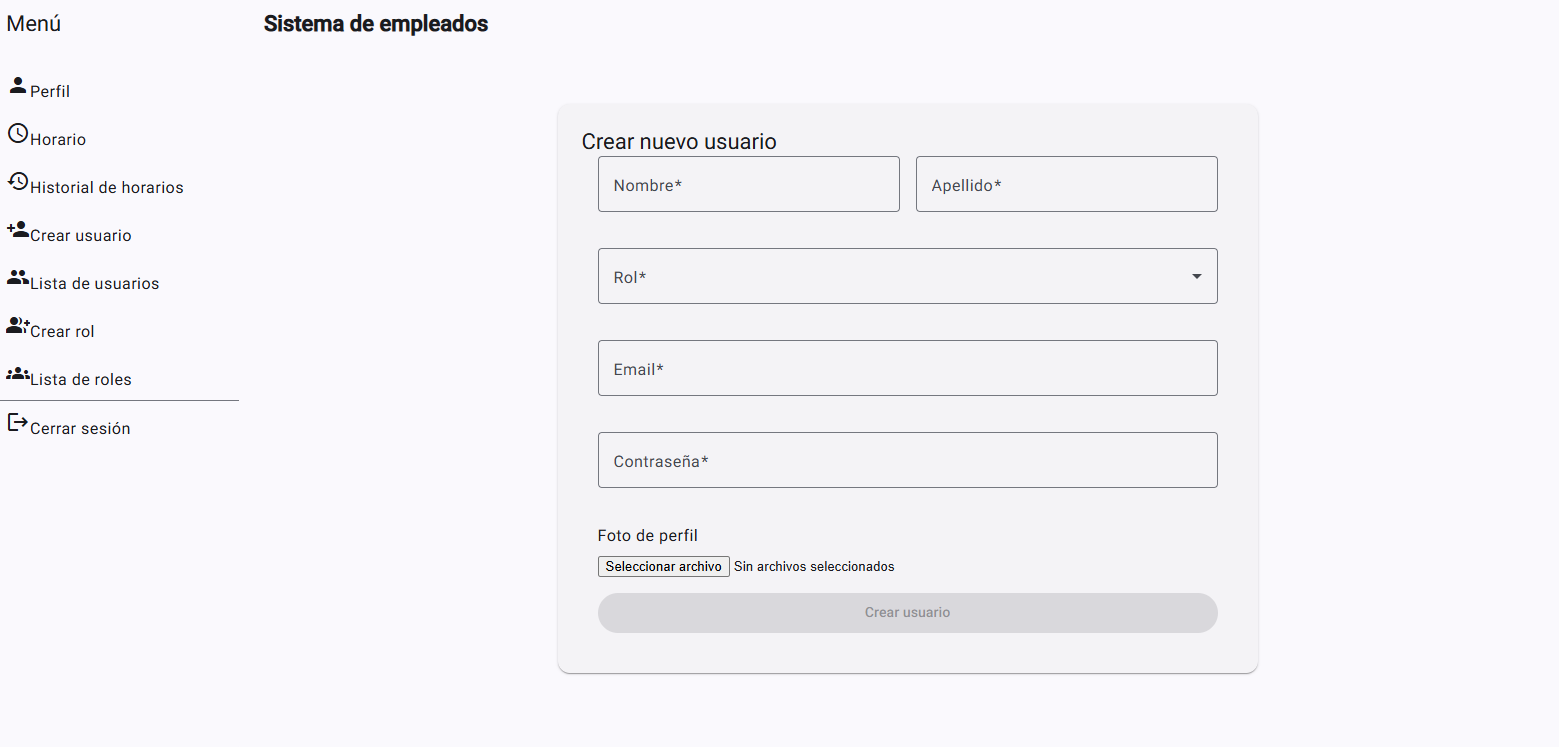 Menú
Sistema de empleados
Perfil
Horario
Historial de horarios
Crear usuario
Lista de usuarios
Crear rol
Lista de roles
Cerrar sesión
Crear nuevo usuario
Nombre*
Apellido*
Rol*
Email*
Contraseña*
Foto de perfil
Seleccionar archivo Sin archivos seleccionados
Crear usuario